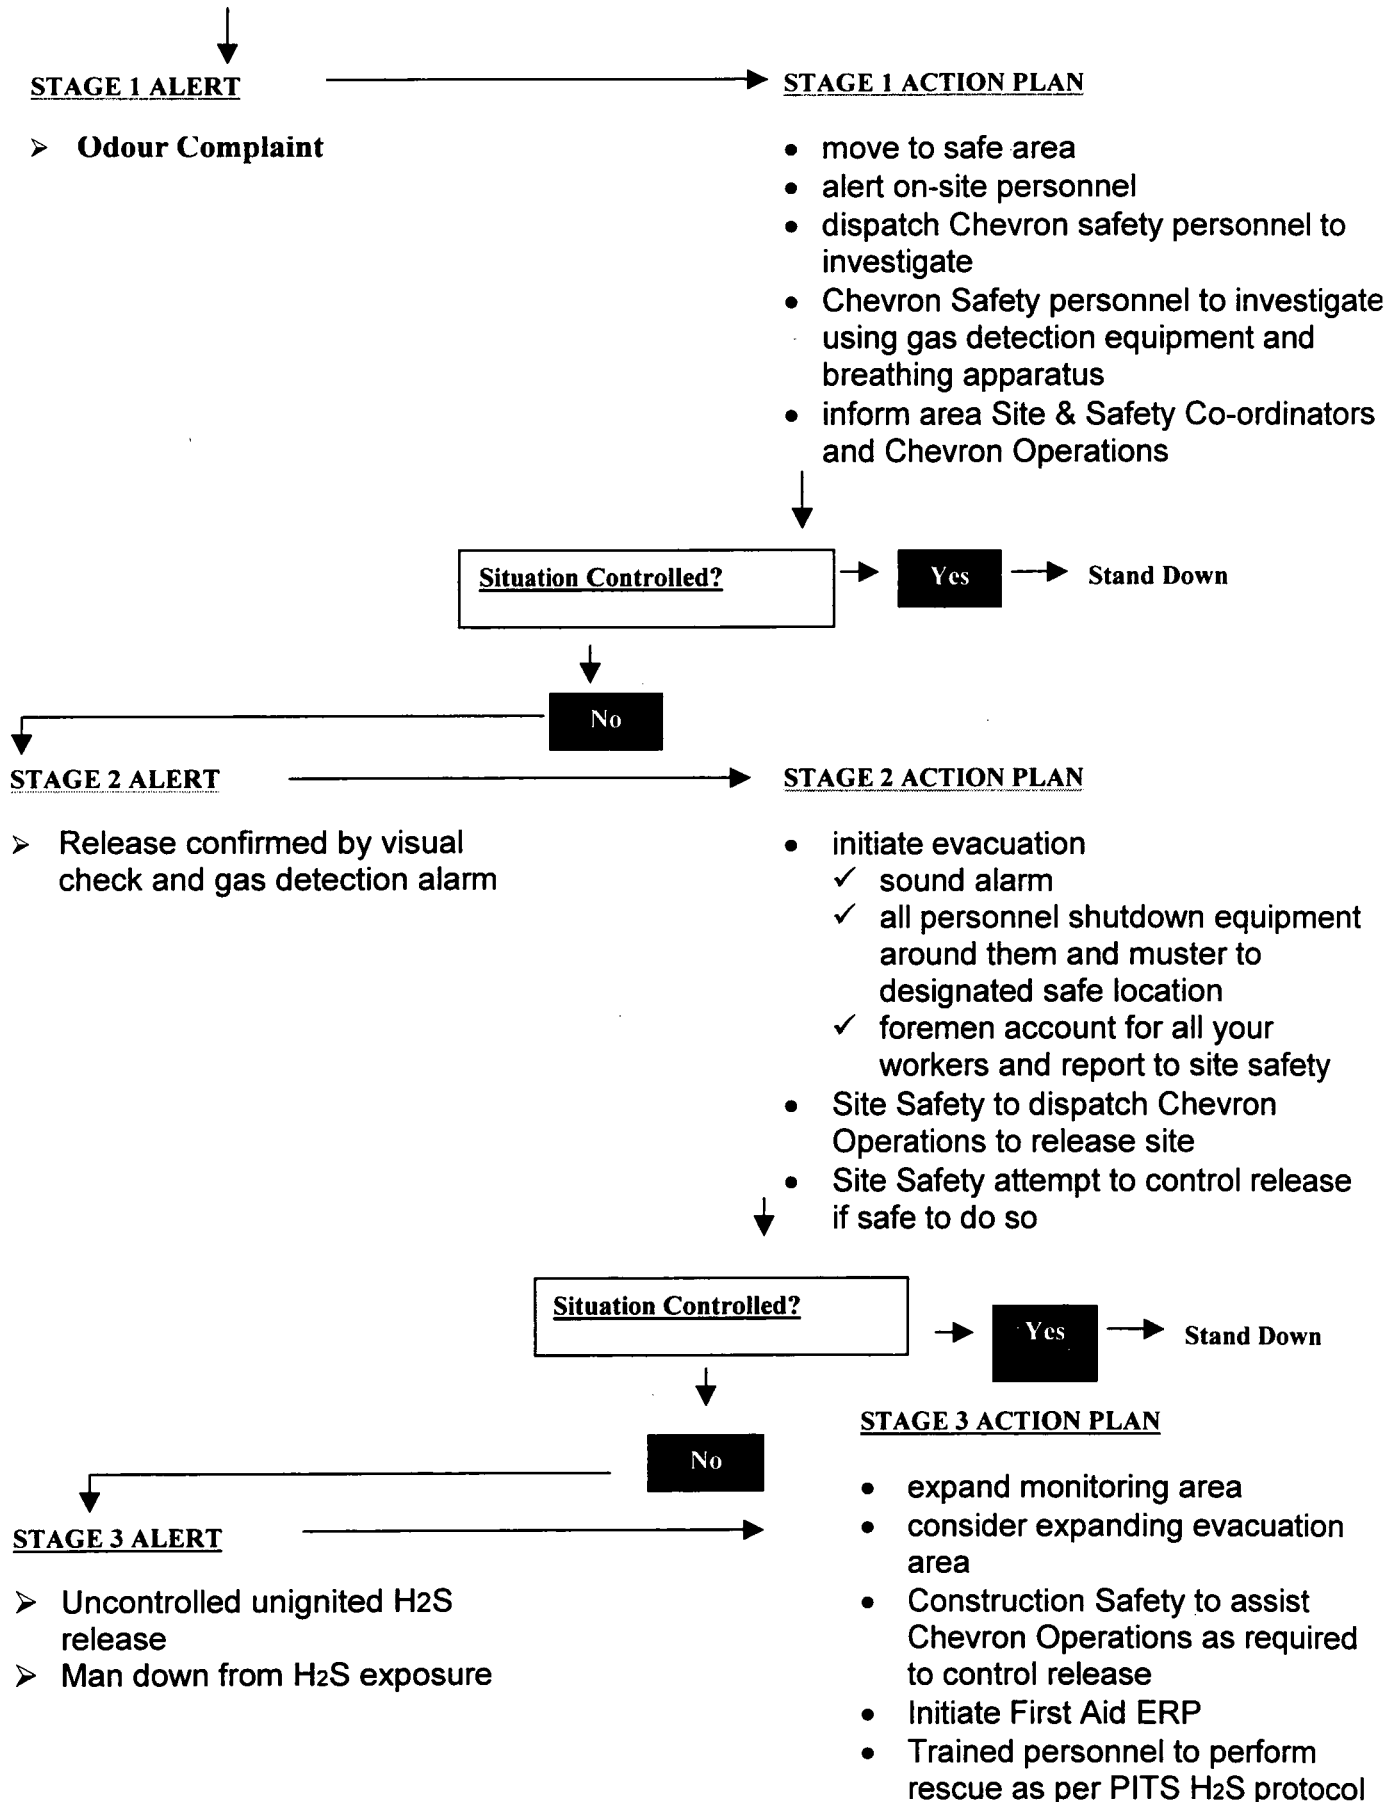 STAGE 1 ALERT
➢ Odour Complaint
STAGE 1 ACTION PLAN
• move to safe area
• alert on-site personnel
• dispatch Chevron safety personnel to
investigate
• Chevron Safety personnel to investigate
using gas detection equipment and
breathing apparatus
• inform area Site & Safety Co-ordinators
and Chevron Operations
Situation Controlled?
Yes
Stand Down
No
STAGE 2 ALERT
➢ Release confirmed by visual
check and gas detection alarm
STAGE 2 ACTION PLAN
• initiate evacuation
✓ sound alarm
✓ all personnel shutdown equipment
around them and muster to
designated safe location
✓ foremen account for all your
workers and report to site safety
• Site Safety to dispatch Chevron
Operations to release site
• Site Safety attempt to control release
if safe to do so
Situation Controlled?
Yes
Stand Down
No
STAGE 3 ALERT
➢ Uncontrolled unignited H2S
release
➢ Man down from H2S exposure
STAGE 3 ACTION PLAN
• expand monitoring area
• consider expanding evacuation
area
• Construction Safety to assist
Chevron Operations as required
to control release
• Initiate First Aid ERP
• Trained personnel to perform
rescue as per PITS H2S protocol